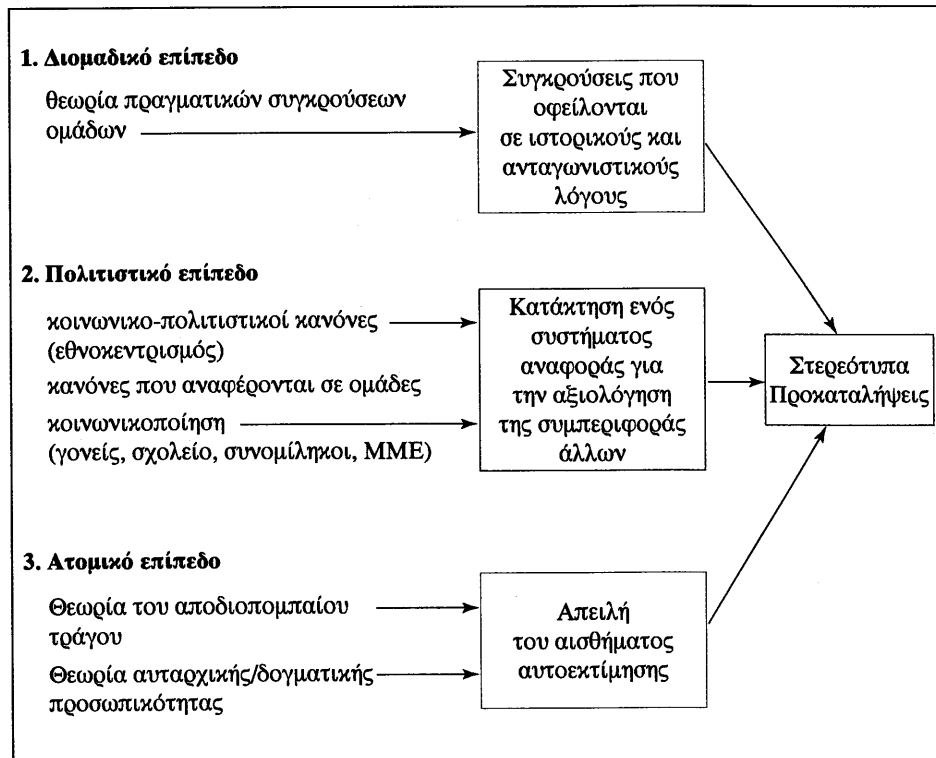 1. Διομαδικό επίπεδο
θεωρία πραγματικών συγκρούσεων
ομάδων
Συγκρούσεις που
οφείλονται
σε ιστορικούς και
ανταγωνιστικούς
λόγους
2. Πολιτιστικό επίπεδο
κοινωνικο-πολιτιστικοί κανόνες
(εθνοκεντρισμός)
κανόνες που αναφέρονται σε ομάδες
κοινωνικοποίηση
(γονείς, σχολείο, συνομίληκοι, ΜΜΕ)
Κατάκτηση ενός
συστήματος
αναφοράς για
την αξιολόγηση
της συμπεριφοράς
άλλων
Στερεότυπα
Προκαταλήψεις
3. Ατομικό επίπεδο
Θεωρία του αποδιοπομπαίου
τράγου
Θεωρία αυταρχικής/δογματικής
προσωπικότητας
Απειλή
του αισθήματος
αυτοεκτίμησης